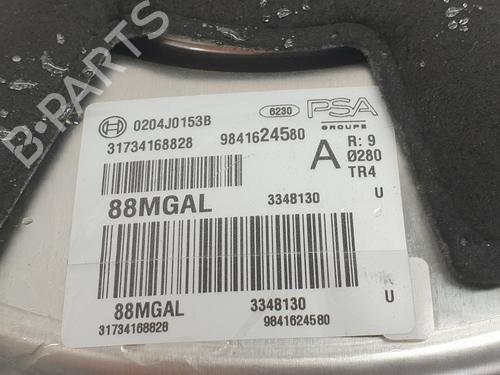 B-PARTS
0204J0153B 6230 PSA
GROUPE
31734168828 9841624580
A R: 9
Ø280
TR4
88MGAL 3348130 U
88MGAL 3348130 U
31734168828 9841624580